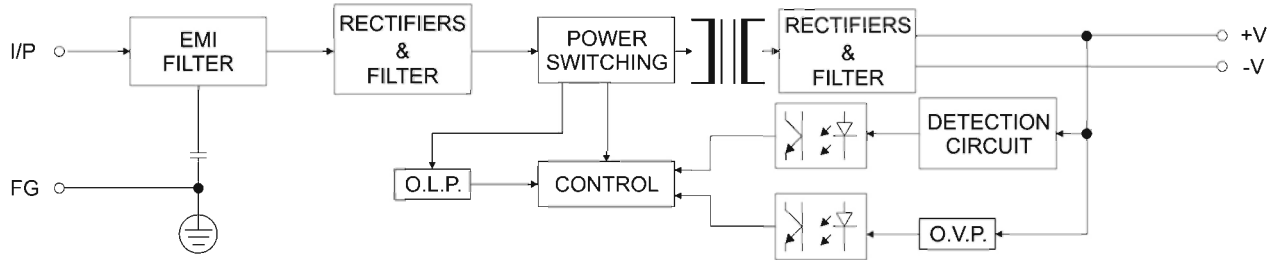 I/P
EMI
FILTER
RECTIFIERS
&
FILTER
POWER
SWITCHING
RECTIFIERS
&
FILTER
+V
-V
DETECTION
CIRCUIT
FG
O.L.P.
CONTROL
O.V.P.